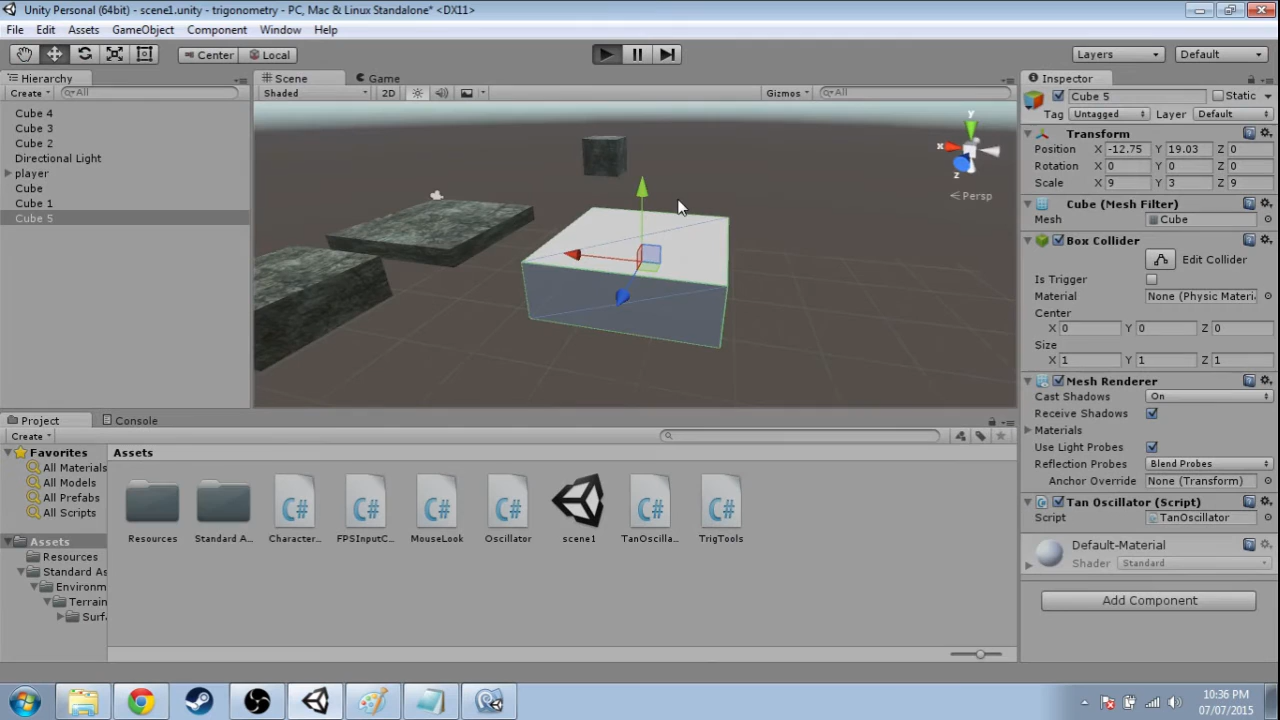 Unity Personal (64bit) - scene1.unity - trigonometry - PC, Mac & Linux Standalone* <DX11>
File Edit Assets GameObject Component Window Help
Center Local Layers Default
Hierarchy
Create All
Cube 4
Cube 3
Cube 2
Directional Light
player
Cube
Cube 1
Cube 5
Scene Game
Shaded 2D Gizmos All
y
x
z
Persp
Inspector
Cube 5 Static
Tag Untagged Layer Default
Transform
Position X -12.75 Y 19.03 Z 0
Rotation X 0 Y 0 Z 0
Scale X 9 Y 3 Z 9
Cube (Mesh Filter)
Mesh Cube
Box Collider
Edit Collider
Is Trigger
Material None (Physic Materi
Center
X 0 Y 0 Z 0
Size
X 1 Y 1 Z 1
Mesh Renderer
Cast Shadows On
Receive Shadows
Materials
Use Light Probes
Reflection Probes Blend Probes
Anchor Override None (Transform)
Tan Oscillator (Script)
Script TanOscillator
Default-Material
Shader Standard
Add Component
Project Console
Create
Favorites
All Materials
All Models
All Prefabs
All Scripts
Assets
Resources
Standard As
Environm
Terrain
Surf
Assets
C# C# C# C# C# C#
Resources Standard A... Character... FPSInputC... MouseLook Oscillator scene1 TanOscilla... TrigTools
10:36 PM
07/07/2015